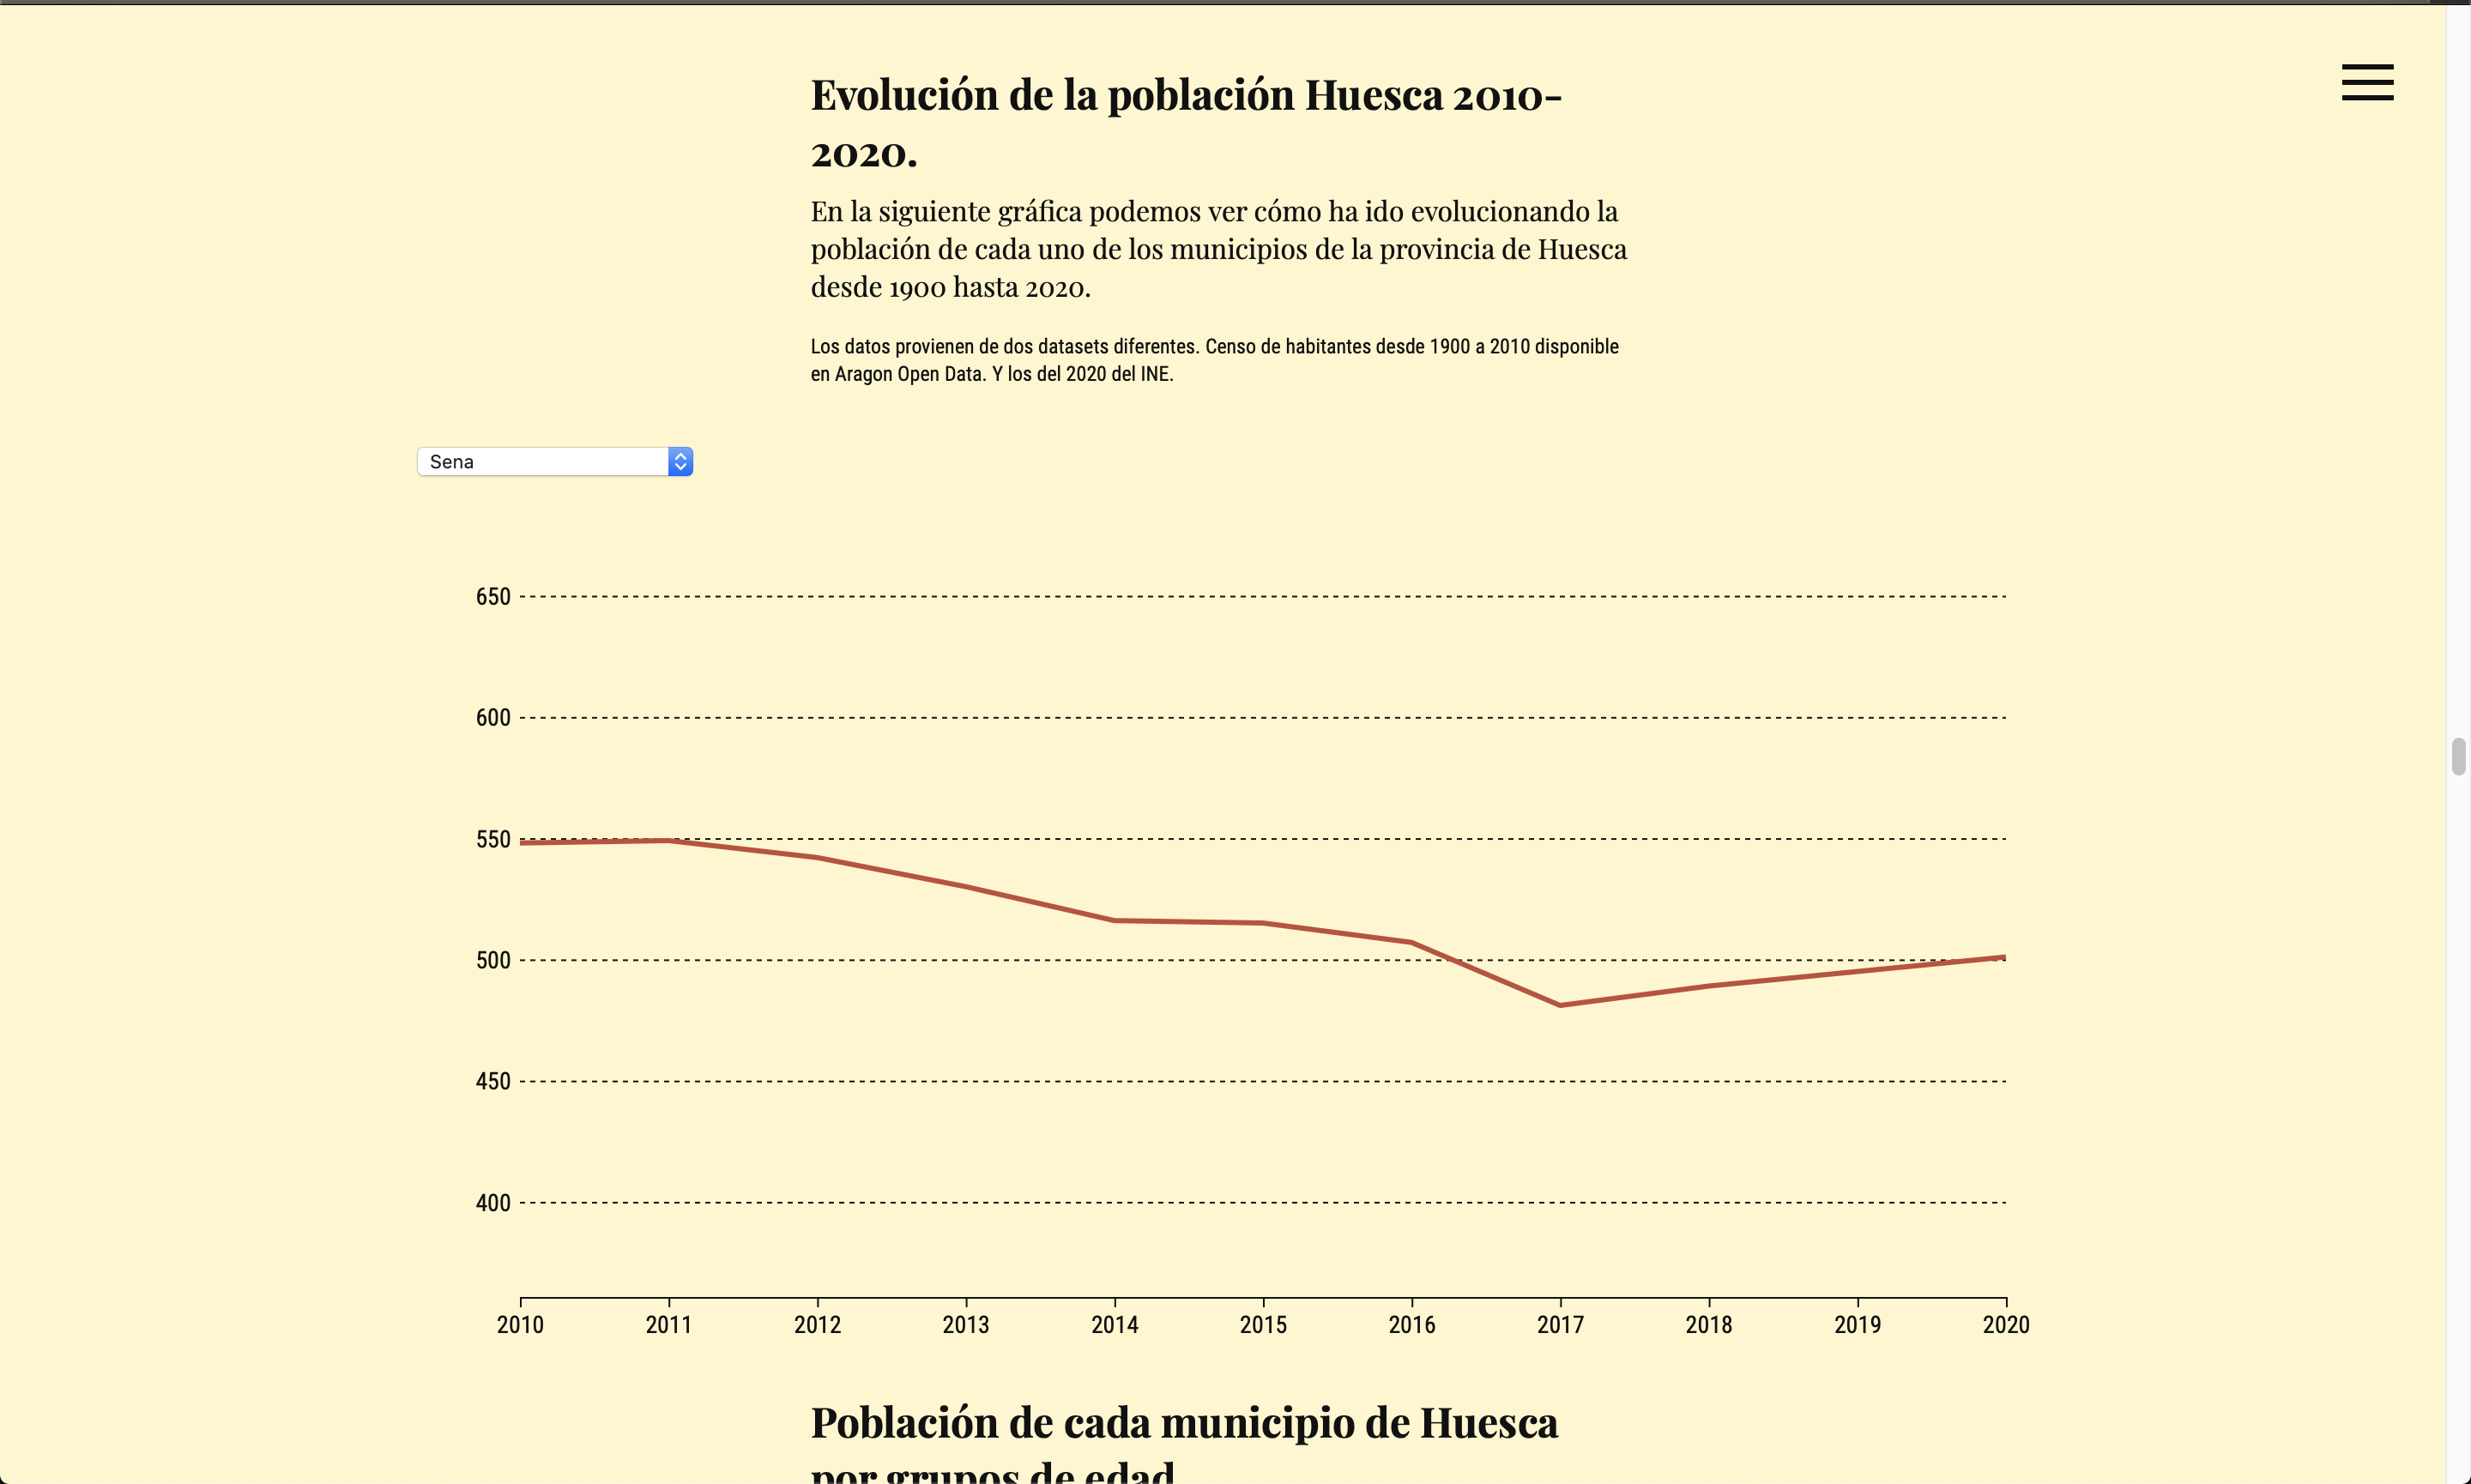 Evolución de la población Huesca 2010-
2020.
En la siguiente gráfica podemos ver cómo ha ido evolucionando la
población de cada uno de los municipios de la provincia de Huesca
desde 1900 hasta 2020.
Los datos provienen de dos datasets diferentes. Censo de habitantes desde 1900 a 2010 disponible
en Aragon Open Data. Y los del 2020 del INE.
Sena
650
600
550
500
450
400
2010 2011 2012 2013 2014 2015 2016 2017 2018 2019 2020
Población de cada municipio de Huesca
por grupos de edad